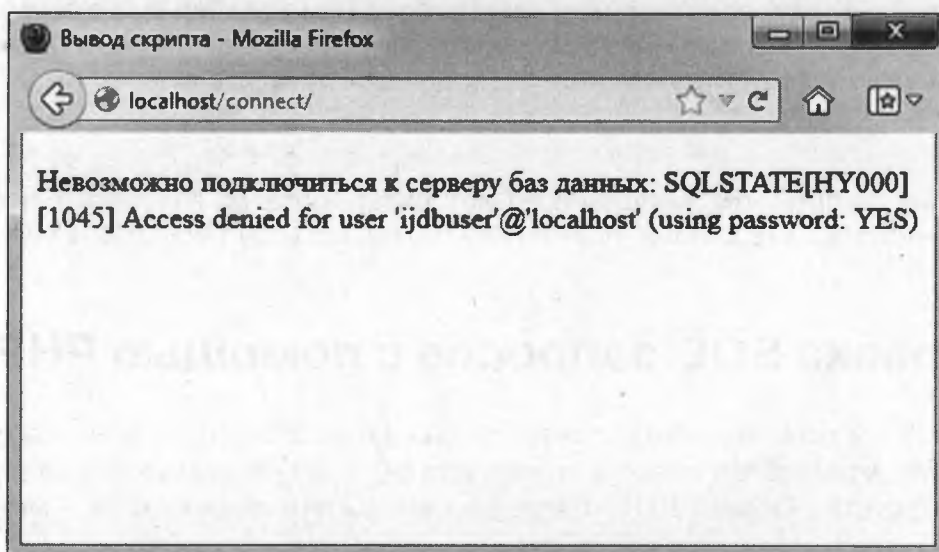 Вывод скрипта - Mozilla Firefox
localhost/connect/
Невозможно подключиться к серверу баз данных: SQLSTATE[HY000]
[1045] Access denied for user 'ijdbuser'@'localhost' (using password: YES)